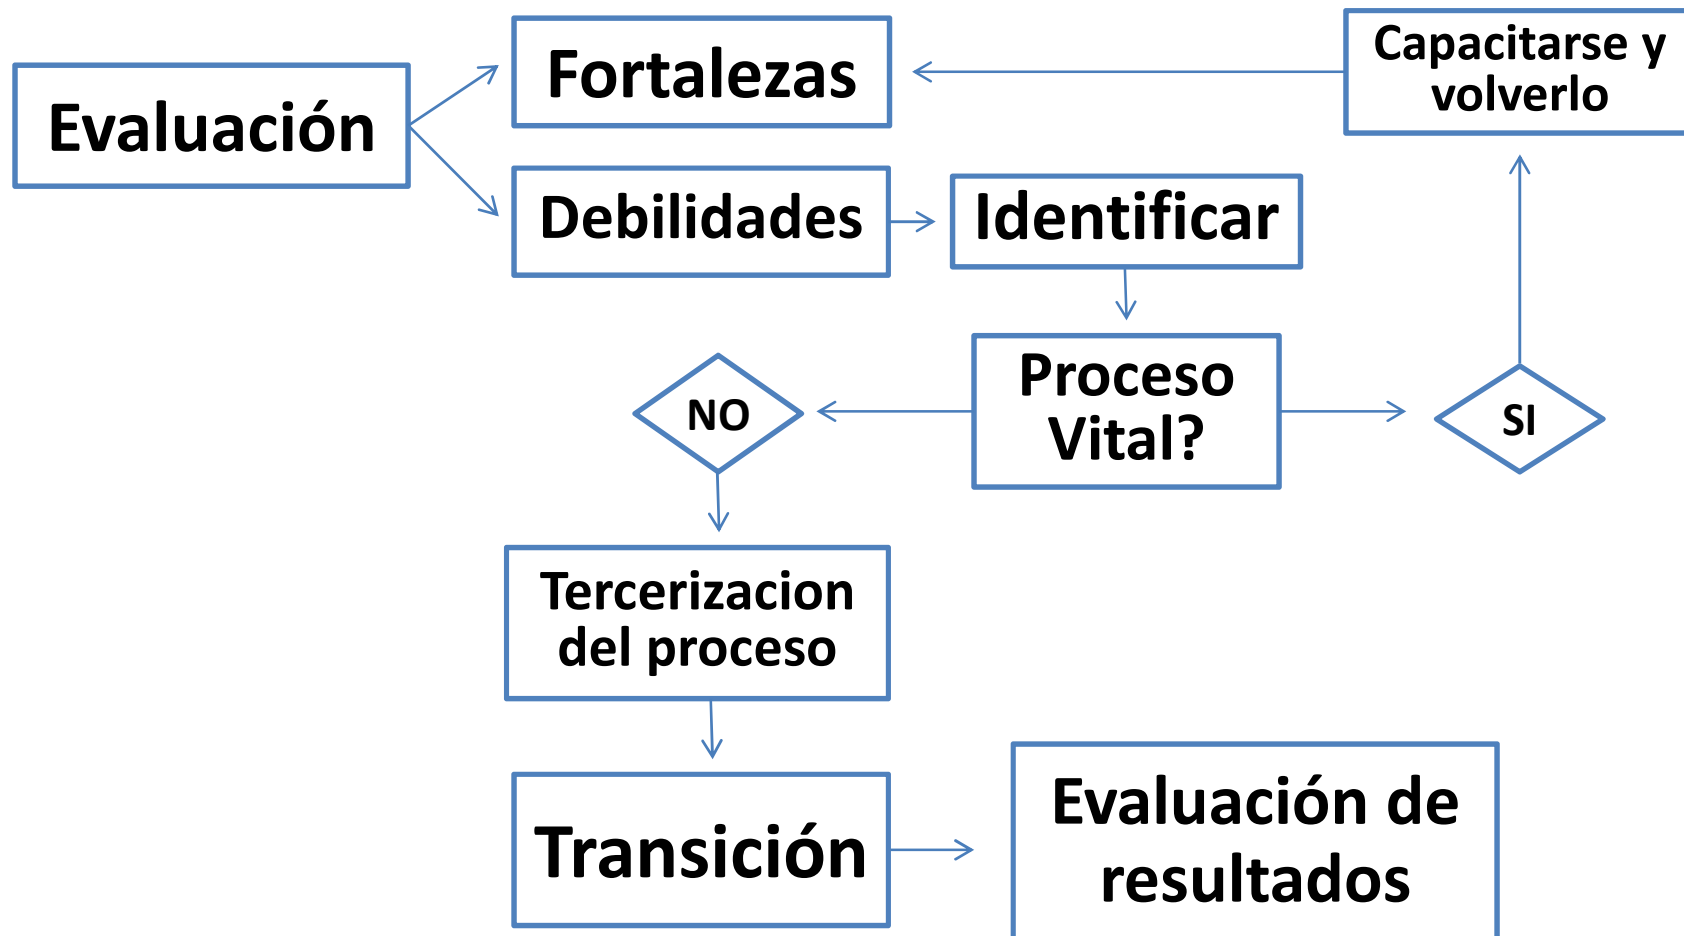 Evaluación
Fortalezas
Capacitarse y
volverlo
Debilidades
Identificar
Proceso
Vital?
NO
SI
Tercerizacion
del proceso
Transición
Evaluación de
resultados